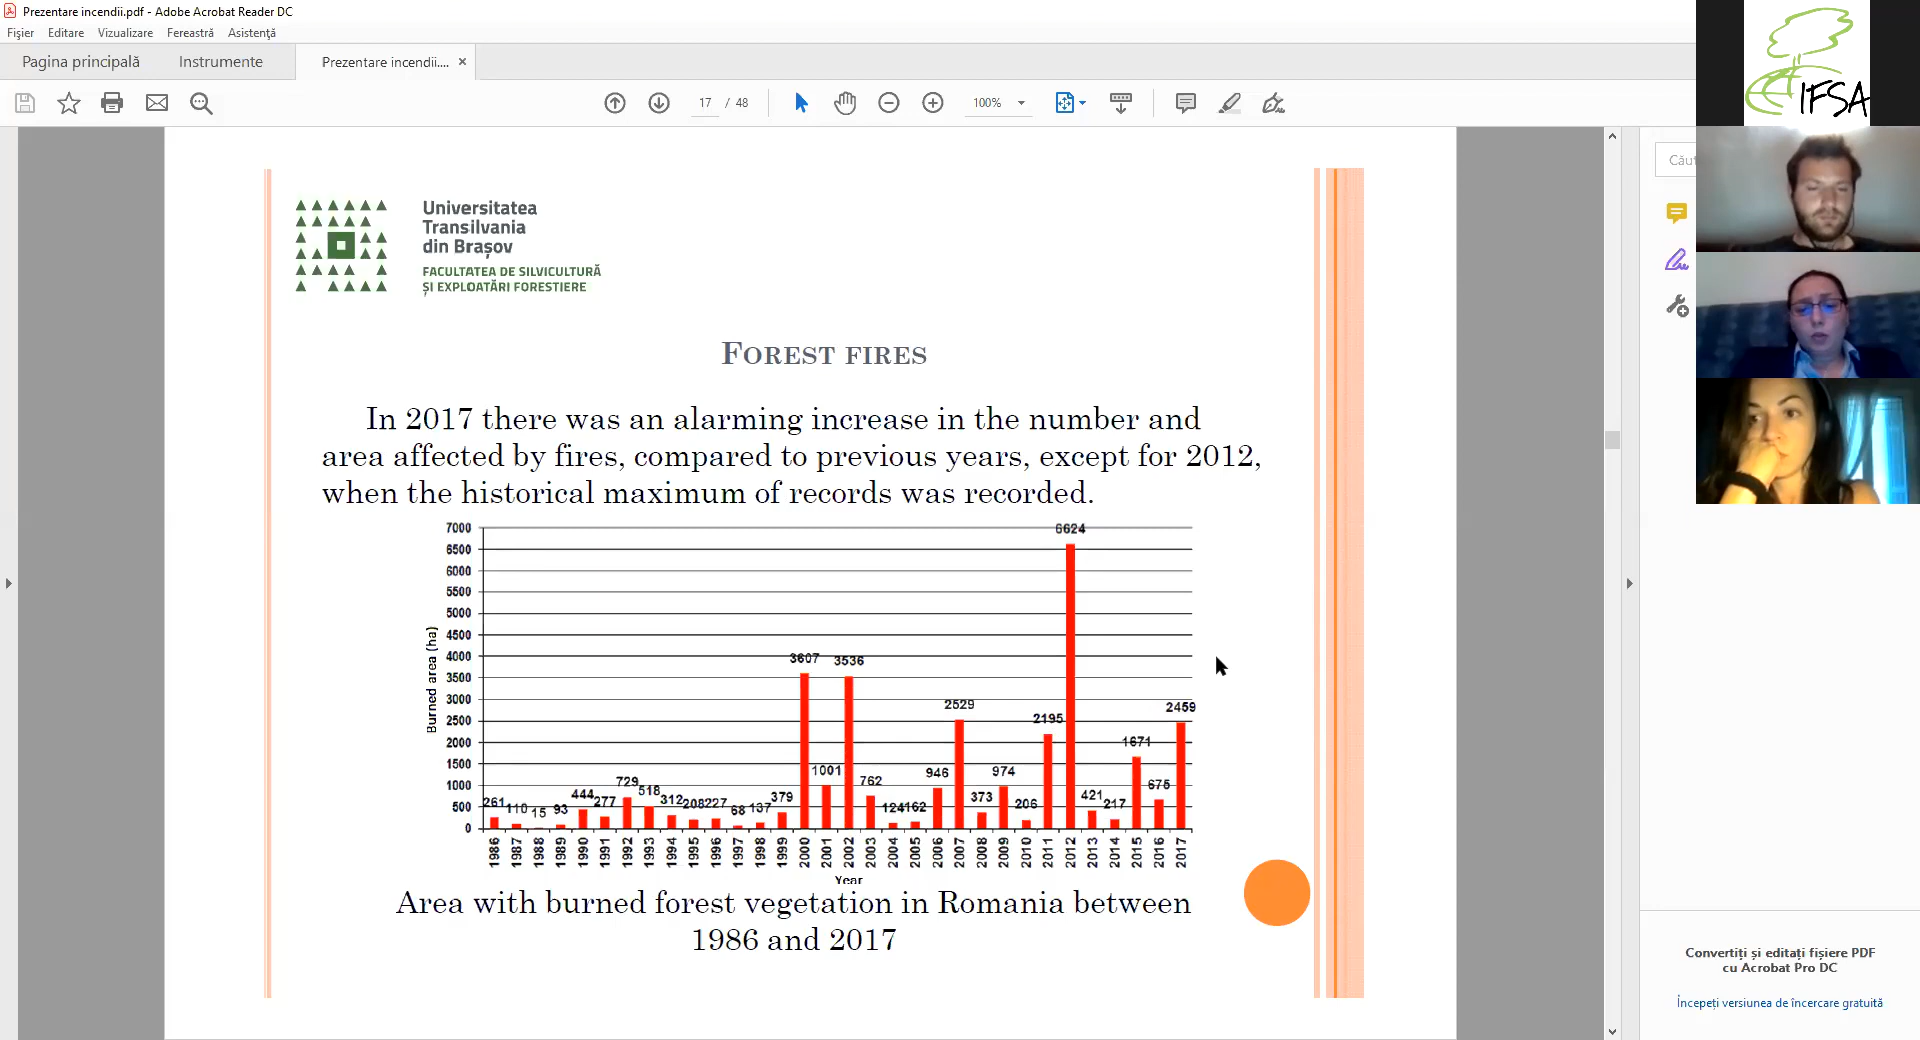 Prezentare incendii.pdf - Adobe Acrobat Reader DC
Fișier Editare Vizualizare Fereastră Asistență
Pagina principală Instrumente Prezentare incendii.... ×
17 / 48 100%
IFSA
Universitatea
Transilvania
din Brașov
FACULTATEA DE SILVICULTURĂ
ȘI EXPLOATĂRI FORESTIERE
FOREST FIRES
In 2017 there was an alarming increase in the number and
area affected by fires, compared to previous years, except for 2012,
when the historical maximum of records was recorded.
Burned area (ha)
7000
6500
6000
5500
5000
4500
4000
3500
3000
2500
2000
1500
1000
500
0
261 110 15 93 444 277 729 518 312 208 227 68 137 379 3607 1001 3536 762 124 162 946 2529 373 974 206 2195 6624 421 217 1671 675 2459
1986 1987 1988 1989 1990 1991 1992 1993 1994 1995 1996 1997 1998 1999 2000 2001 2002 2003 2004 2005 2006 2007 2008 2009 2010 2011 2012 2013 2014 2015 2016 2017
Year
Area with burned forest vegetation in Romania between
1986 and 2017
Cău
Convertiți și editați fișiere PDF
cu Acrobat Pro DC
Începeți versiunea de încercare gratuită